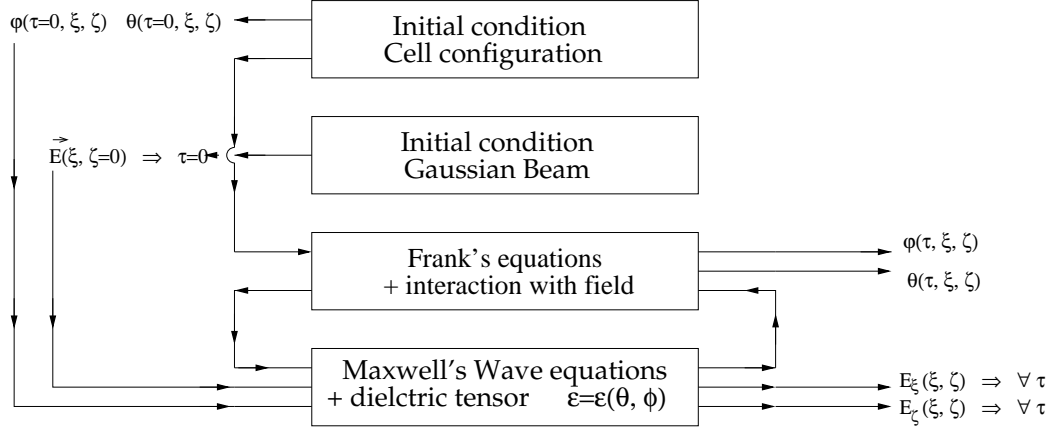 φ(τ=0, ξ, ζ) θ(τ=0, ξ, ζ)
Initial condition
Cell configuration
E(ξ, ζ=0) ⇒ τ=0
Initial condition
Gaussian Beam
Frank's equations
+ interaction with field
φ(τ, ξ, ζ)
θ(τ, ξ, ζ)
Maxwell's Wave equations
+ dielctric tensor ε=ε(θ, ϕ)
E_ξ(ξ, ζ) ⇒ ∀ τ
E_ζ(ξ, ζ) ⇒ ∀ τ